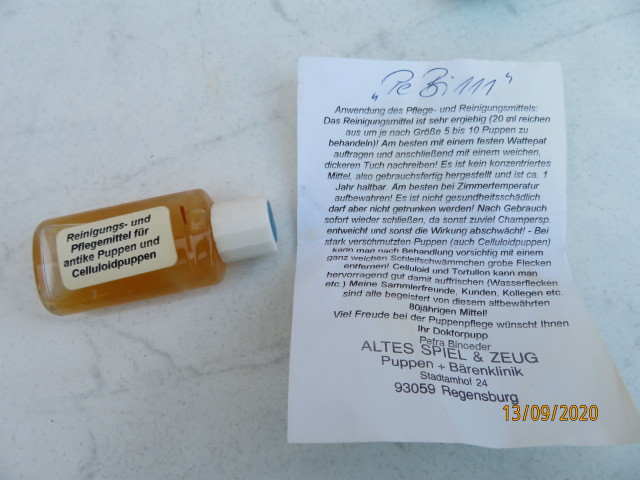 Reinigungs- und
Pflegemittel für
antike Puppen und
Celluloidpuppen
"Pe Bi 111"
Anwendung des Pflege- und Reinigungsmittels:
Das Reinigungsmittel ist sehr ergiebig (20 ml reichen
aus um je nach Größe 5 bis 10 Puppen zu
behandeln)! Am besten mit einem festen Wattepat
auftragen und anschließend mit einem weichen,
dickeren Tuch nachreiben! Es ist kein konzentriertes
Mittel, also gebrauchsfertig hergestellt und ist ca. 1
Jahr haltbar. Am besten bei Zimmertemperatur
aufbewahren! Es ist nicht gesundheitsschädlich
darf aber nicht getrunken werden! Nach Gebrauch
sofort wieder schließen, da sonst zuviel Champersp.
entweicht und sonst die Wirkung abschwächt! - Bei
stark verschmutzten Puppen (auch Celluloidpuppen)
kann man nach Behandlung vorsichtig mit einem
ganz weichen Schleifschwämmchen grobe Flecken
entfernen! Celluloid und Tortulon kann man
hervorragend gut damit auffrischen (Wasserflecken
etc.) Meine Sammlerfreunde, Kunden, Kollegen etc.
sind alle begeistert von diesem altbewährten
80jährigen Mittel!
Viel Freude bei der Puppenpflege wünscht Ihnen
Ihr Doktorpupp
Petra Binoeder
ALTES SPIEL & ZEUG
Puppen + Bärenklinik
Stadtamhof 24
93059 Regensburg
13/09/2020